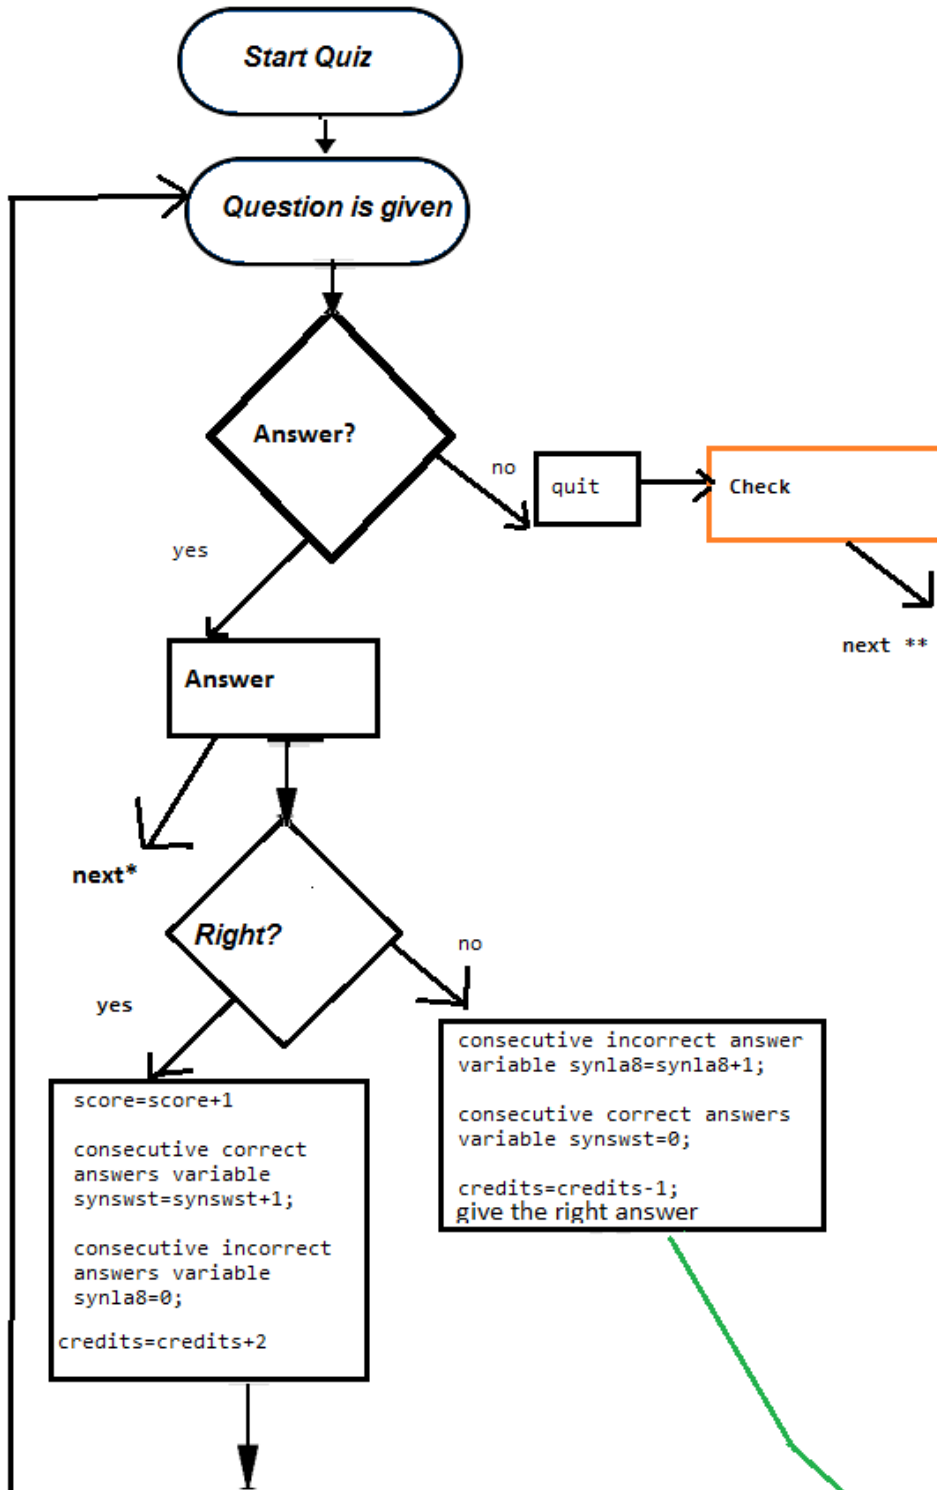 Start Quiz
Question is given
Answer?
no
quit
Check
yes
next **
Answer
next*
Right?
no
yes
consecutive incorrect answer
variable synla8=synla8+1;
consecutive correct answers
variable synswst=0;
credits=credits-1;
give the right answer
score=score+1
consecutive correct
answers variable
synswst=synswst+1;
consecutive incorrect
answers variable
synla8=0;
credits=credits+2